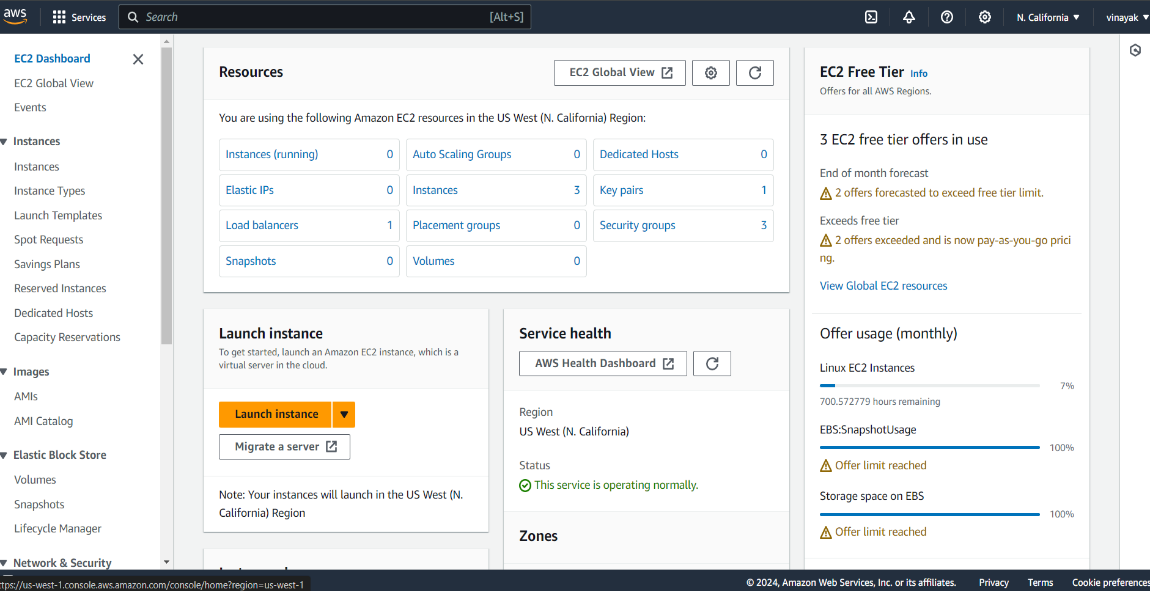 aws
Services
Search
[Alt+S]
N. California
vinayak
EC2 Dashboard
EC2 Global View
Events
Instances
Instances
Instance Types
Launch Templates
Spot Requests
Savings Plans
Reserved Instances
Dedicated Hosts
Capacity Reservations
Images
AMIs
AMI Catalog
Elastic Block Store
Volumes
Snapshots
Lifecycle Manager
Network & Security
Resources
EC2 Global View
You are using the following Amazon EC2 resources in the US West (N. California) Region:
Instances (running) 0
Auto Scaling Groups 0
Dedicated Hosts 0
Elastic IPs 0
Instances 3
Key pairs 1
Load balancers 1
Placement groups 0
Security groups 3
Snapshots 0
Volumes 0
Launch instance
To get started, launch an Amazon EC2 instance, which is a
virtual server in the cloud.
Launch instance
Migrate a server
Note: Your instances will launch in the US West (N.
California) Region
Service health
AWS Health Dashboard
Region
US West (N. California)
Status
This service is operating normally.
Zones
EC2 Free Tier Info
Offers for all AWS Regions.
3 EC2 free tier offers in use
End of month forecast
2 offers forecasted to exceed free tier limit.
Exceeds free tier
2 offers exceeded and is now pay-as-you-go prici
ng.
View Global EC2 resources
Offer usage (monthly)
Linux EC2 Instances
7%
700.572779 hours remaining
EBS:SnapshotUsage
100%
Offer limit reached
Storage space on EBS
100%
Offer limit reached
ttps://us-west-1.console.aws.amazon.com/console/home?region=us-west-1
© 2024, Amazon Web Services, Inc. or its affiliates.
Privacy
Terms
Cookie preferences